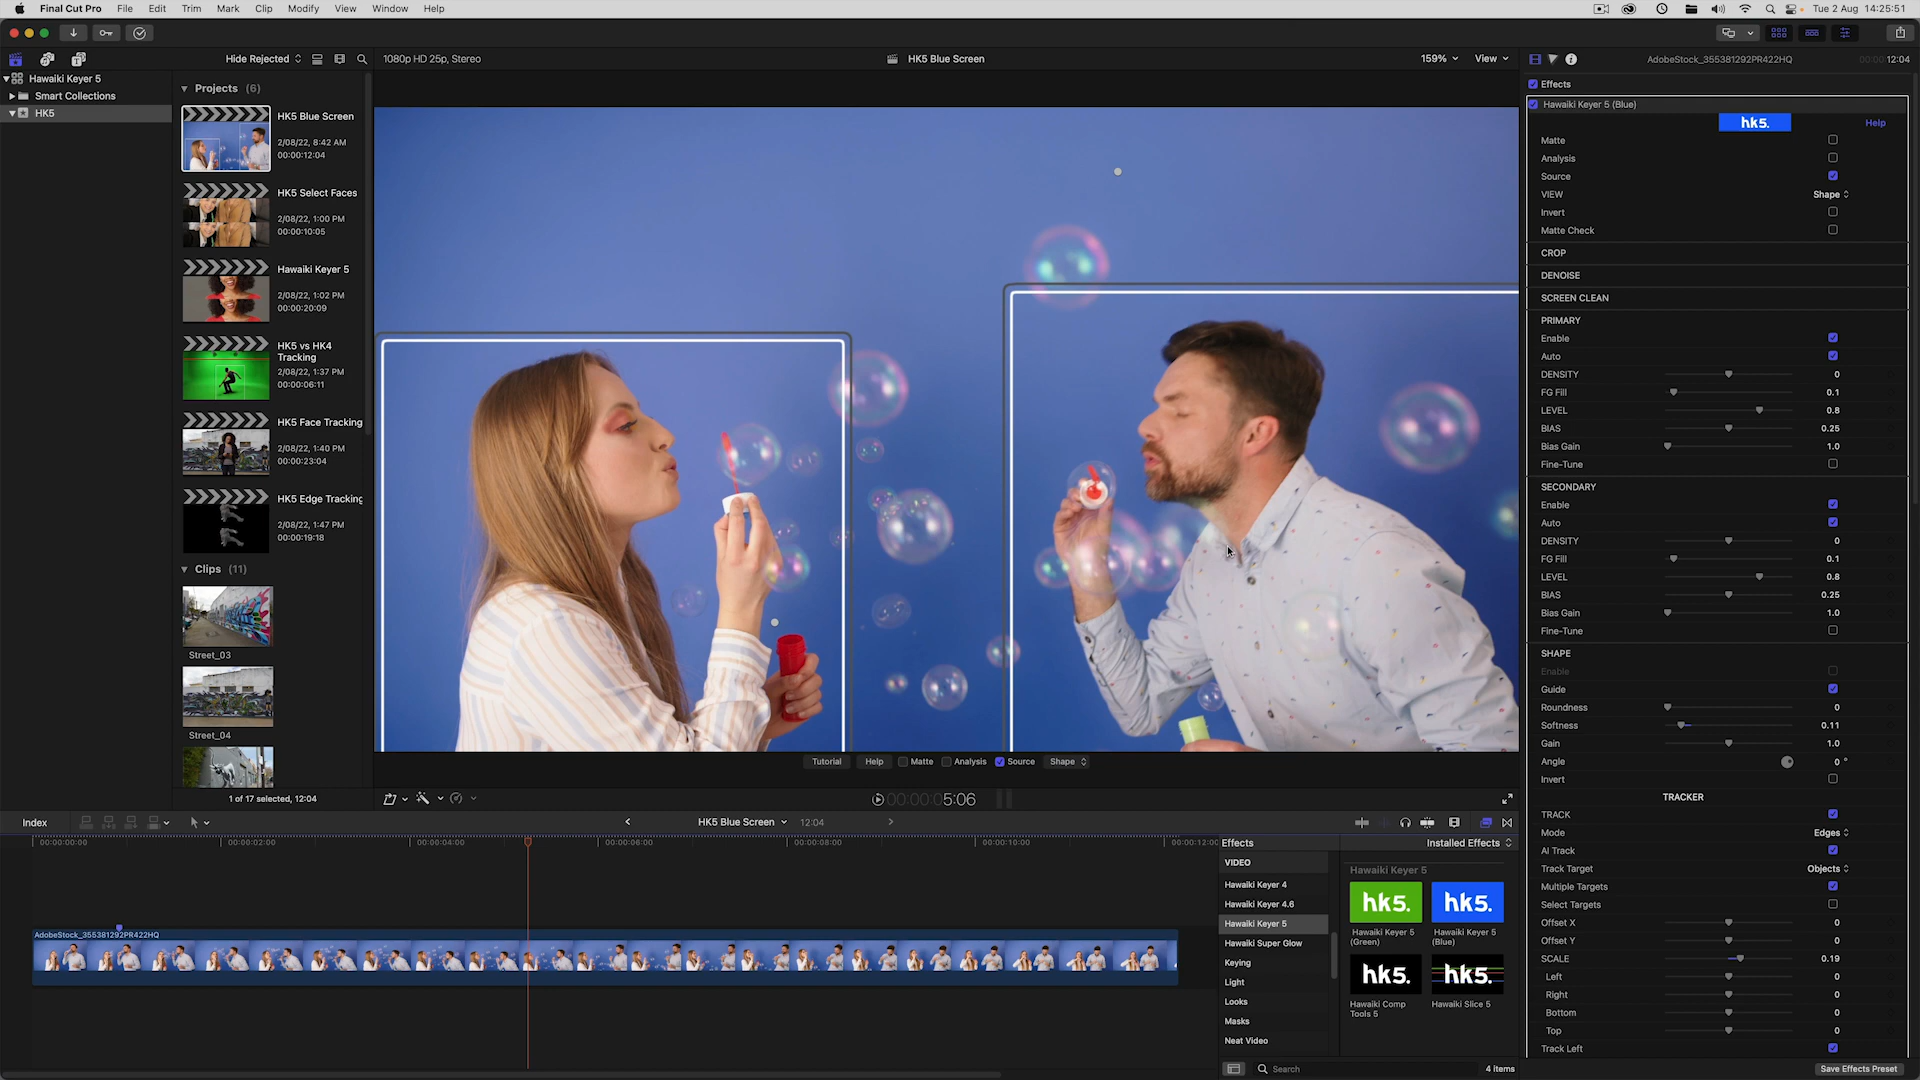 Final Cut Pro File Edit Trim Mark Clip Modify View Window Help
Tue 2 Aug 14:25:51
Hide Rejected
1080p HD 25p, Stereo
HK5 Blue Screen
159% View
AdobeStock_355381292PR422HQ
00:00:12:04
Hawaiki Keyer 5
Smart Collections
HK5
Projects (6)
HK5 Blue Screen
2/08/22, 8:42 AM
00:00:12:04
HK5 Select Faces
2/08/22, 1:00 PM
00:00:10:05
Hawaiki Keyer 5
2/08/22, 1:02 PM
00:00:20:09
HK5 vs HK4
Tracking
2/08/22, 1:37 PM
00:00:06:11
HK5 Face Tracking
2/08/22, 1:40 PM
00:00:23:04
HK5 Edge Tracking
2/08/22, 1:47 PM
00:00:19:18
Clips (11)
Street_03
Street_04
1 of 17 selected, 12:04
Tutorial Help Matte Analysis Source Shape
00:00:05:06
Effects
Hawaiki Keyer 5 (Blue)
hk5.
Help
Matte
Analysis
Source
VIEW Shape
Invert
Matte Check
CROP
DENOISE
SCREEN CLEAN
PRIMARY
Enable
Auto
DENSITY 0
FG Fill 0.1
LEVEL 0.8
BIAS 0.25
Bias Gain 1.0
Fine-Tune
SECONDARY
Enable
Auto
DENSITY 0
FG Fill 0.1
LEVEL 0.8
BIAS 0.25
Bias Gain 1.0
Fine-Tune
SHAPE
Enable
Guide
Roundness 0
Softness 0.11
Gain 1.0
Angle 0 °
Invert
TRACKER
TRACK
Mode Edges
AI Track
Track Target Objects
Multiple Targets
Select Targets
Offset X 0
Offset Y 0
SCALE 0.19
Left 0
Right 0
Bottom 0
Top 0
Track Left
Save Effects Preset
Index
HK5 Blue Screen 12:04
00:00:00:00 00:00:02:00 00:00:04:00 00:00:06:00 00:00:08:00 00:00:10:00 00:00:12:00
AdobeStock_355381292PR422HQ
Effects
Installed Effects
VIDEO
Hawaiki Keyer 4
Hawaiki Keyer 4.6
Hawaiki Keyer 5
Hawaiki Super Glow
Keying
Light
Looks
Masks
Neat Video
Hawaiki Keyer 5
hk5. hk5.
Hawaiki Keyer 5
(Green)
Hawaiki Keyer 5
(Blue)
hk5. hk5.
Hawaiki Comp
Tools 5
Hawaiki Slice 5
Search
4 items